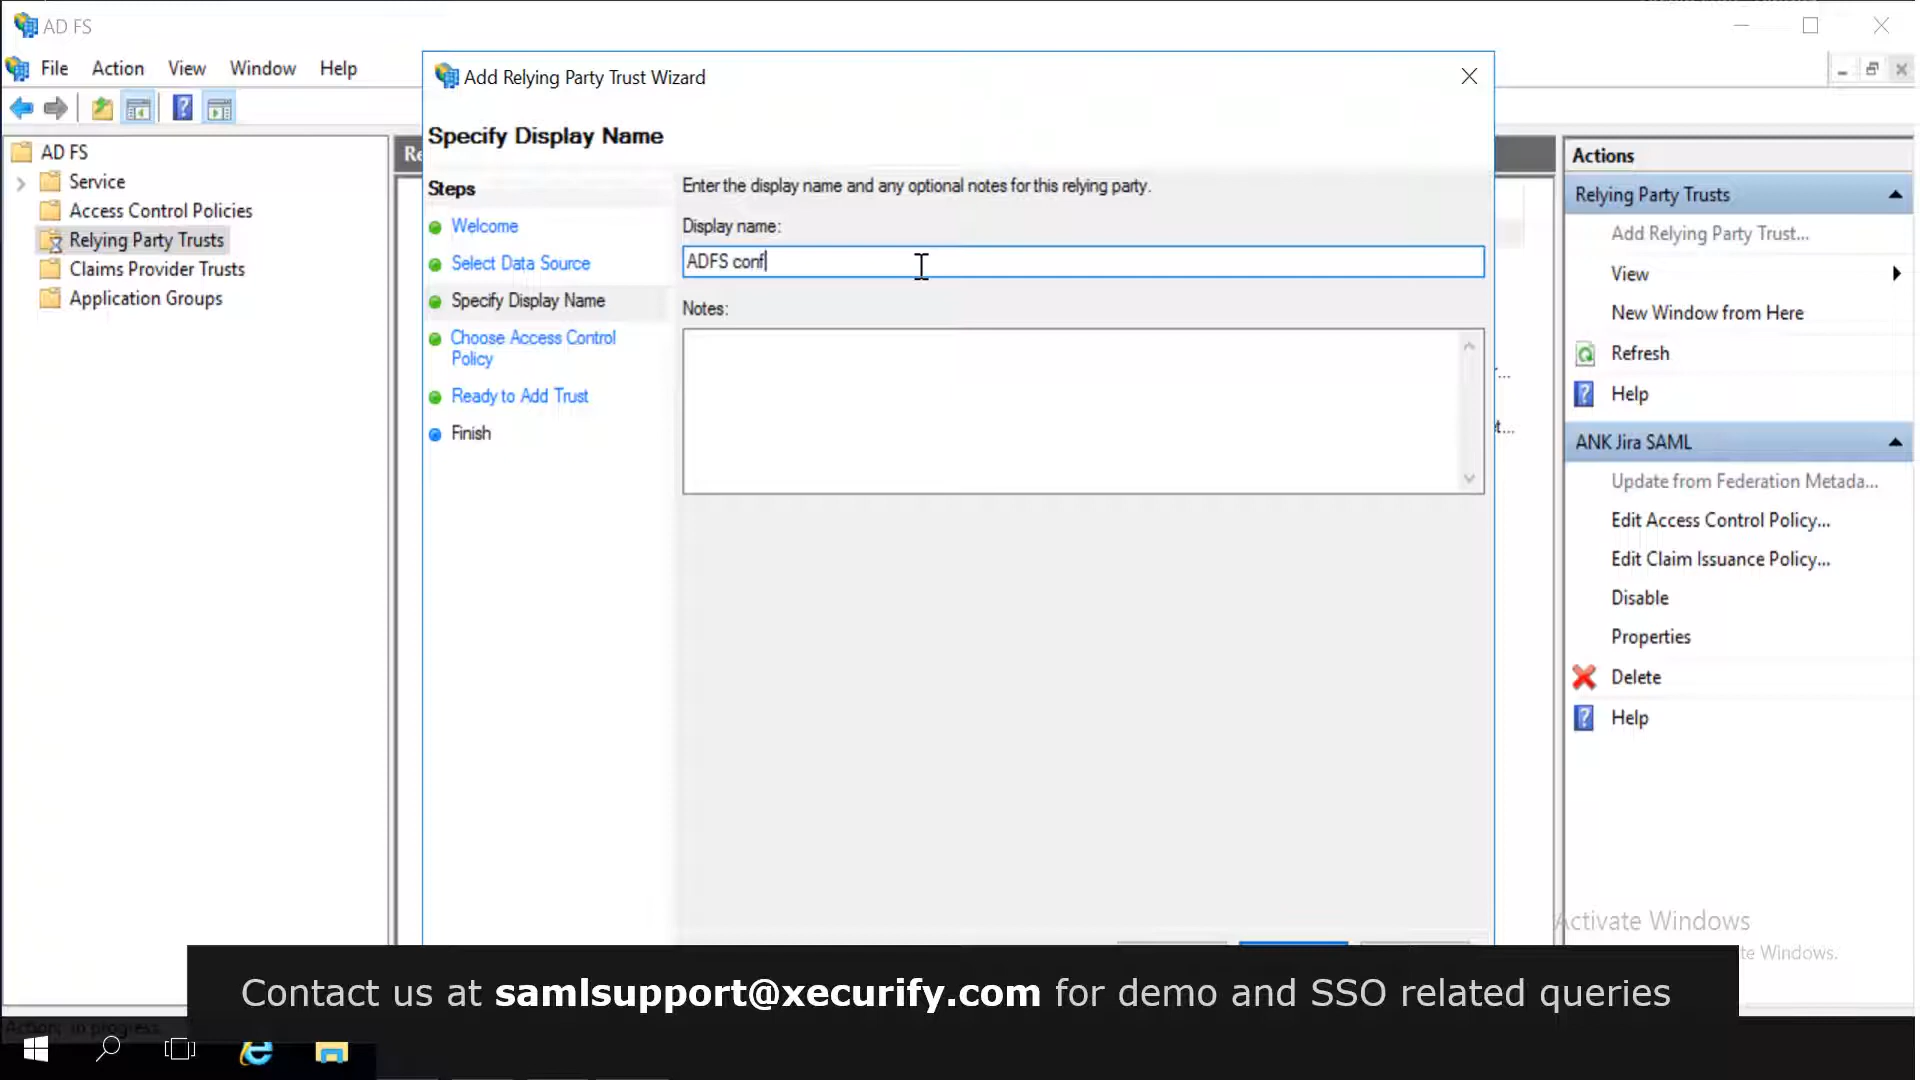 AD FS
File Action View Window Help
AD FS
Service
Access Control Policies
Relying Party Trusts
Claims Provider Trusts
Application Groups
Add Relying Party Trust Wizard
Specify Display Name
Steps
Welcome
Select Data Source
Specify Display Name
Choose Access Control
Policy
Ready to Add Trust
Finish
Enter the display name and any optional notes for this relying party.
Display name:
ADFS conf
Notes:
Actions
Relying Party Trusts
Add Relying Party Trust...
View
New Window from Here
Refresh
Help
ANK Jira SAML
Update from Federation Metada...
Edit Access Control Policy...
Edit Claim Issuance Policy...
Disable
Properties
Delete
Help
Activate Windows
Windows.
Contact us at samlsupport@xecurify.com for demo and SSO related queries
Action: in progress